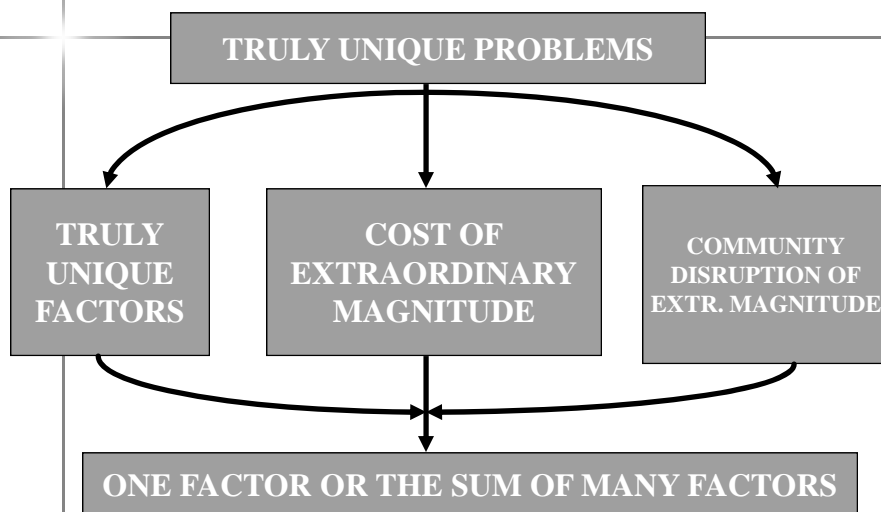 TRULY UNIQUE PROBLEMS
TRULY
UNIQUE
FACTORS
COST OF
EXTRAORDINARY
MAGNITUDE
COMMUNITY
DISRUPTION OF
EXTR. MAGNITUDE
ONE FACTOR OR THE SUM OF MANY FACTORS